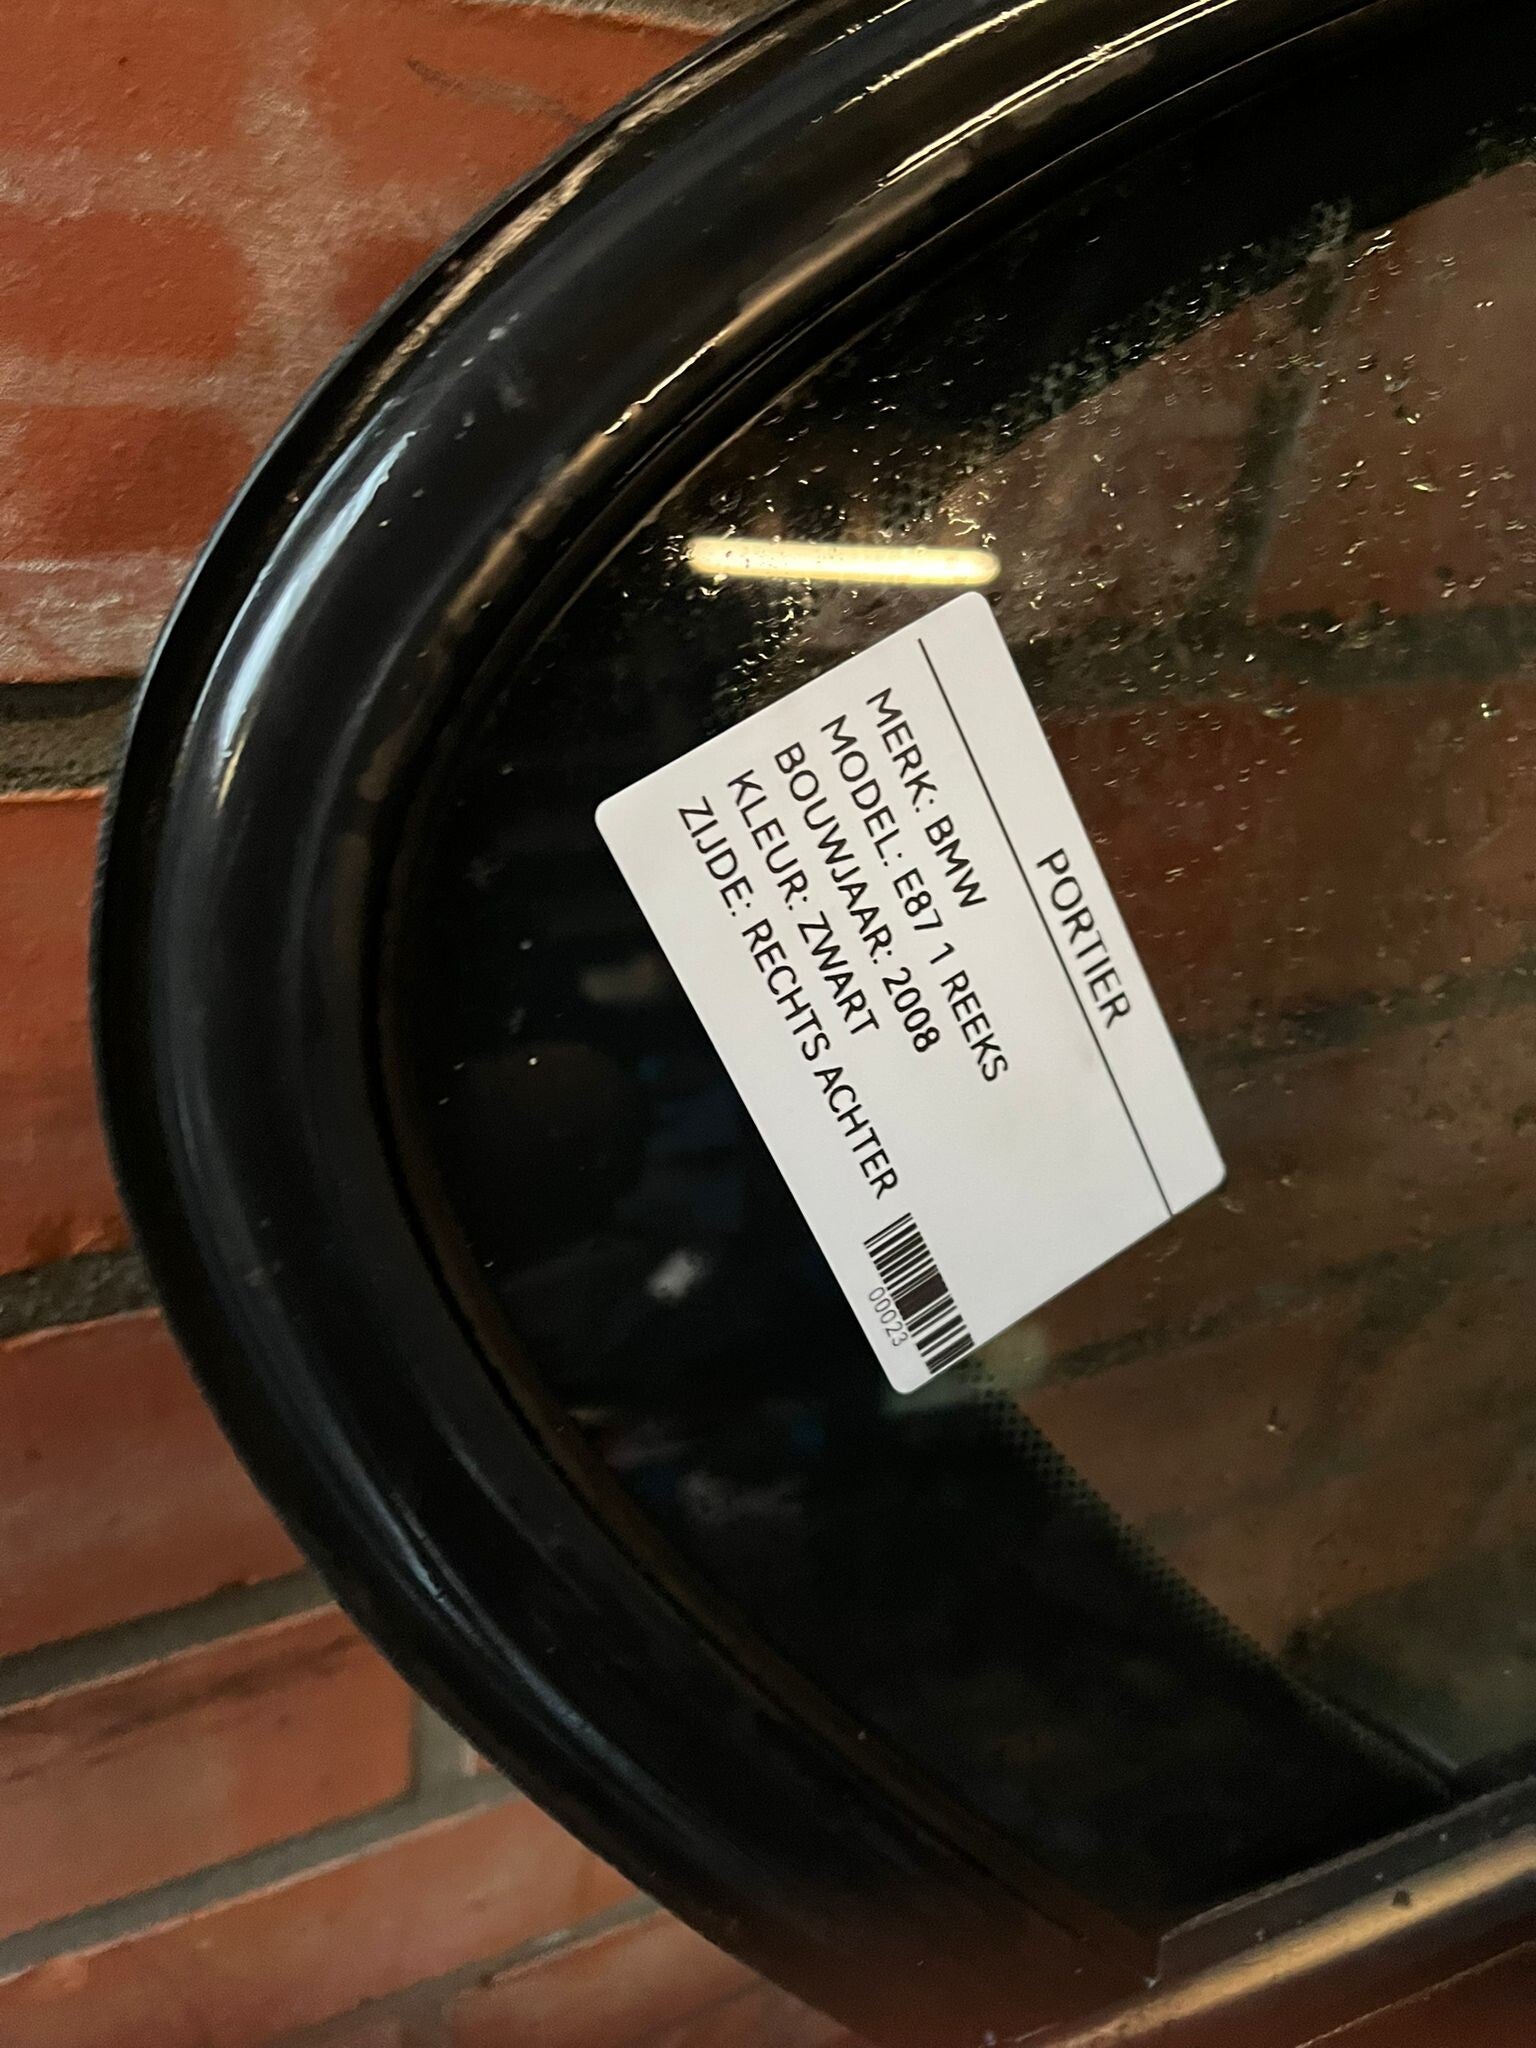 PORTIER
MERK: BMW
MODEL: E87 1 REEKS
BOUWJAAR: 2008
KLEUR: ZWART
ZIJDE: RECHTS ACHTER
00023